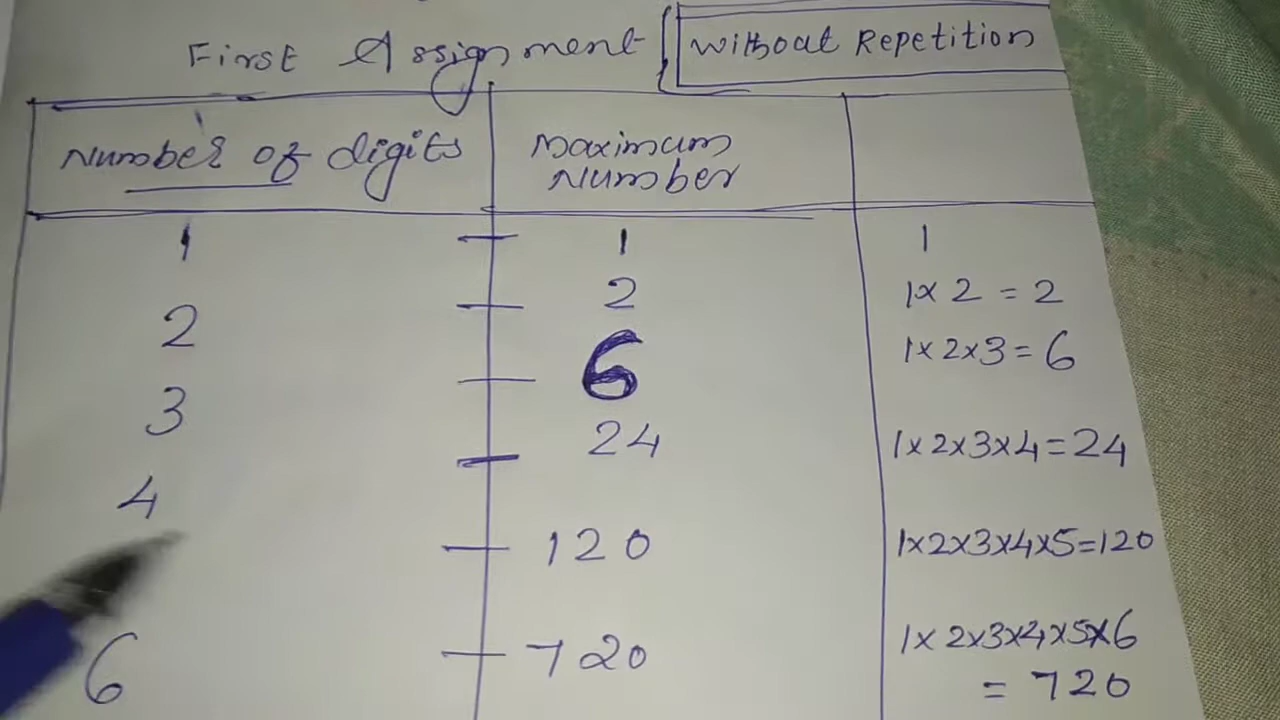 First Assignment without Repetition
Number of digits Maximum Number
1 1 1
2 2 1x2 = 2
3 6 1x2x3 = 6
4 24 1x2x3x4=24
120 1x2x3x4x5=120
6 720 1x2x3x4x5x6
= 720